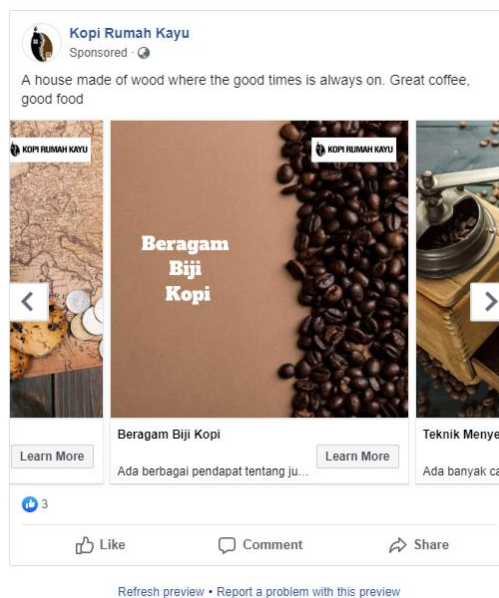 Kopi Rumah Kayu
Sponsored ·
A house made of wood where the good times is always on. Great coffee,
good food
KOPI RUMAH KAYU
KOPI RUMAH KAYU
Beragam
Biji
Kopi
Learn More
Beragam Biji Kopi
Ada berbagai pendapat tentang ju...
Learn More
Teknik Menye
Ada banyak ca
3
Like
Comment
Share
Refresh preview • Report a problem with this preview